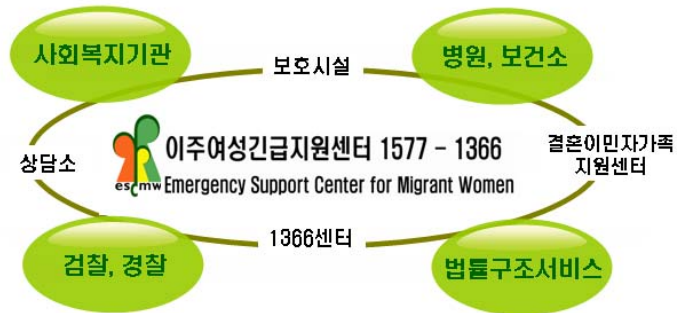 사회복지기관
보호시설
병원, 보건소
상담소
이주여성긴급지원센터 1577 - 1366
escmw Emergency Support Center for Migrant Women
결혼이민자가족
지원센터
검찰, 경찰
1366센터
법률구조서비스